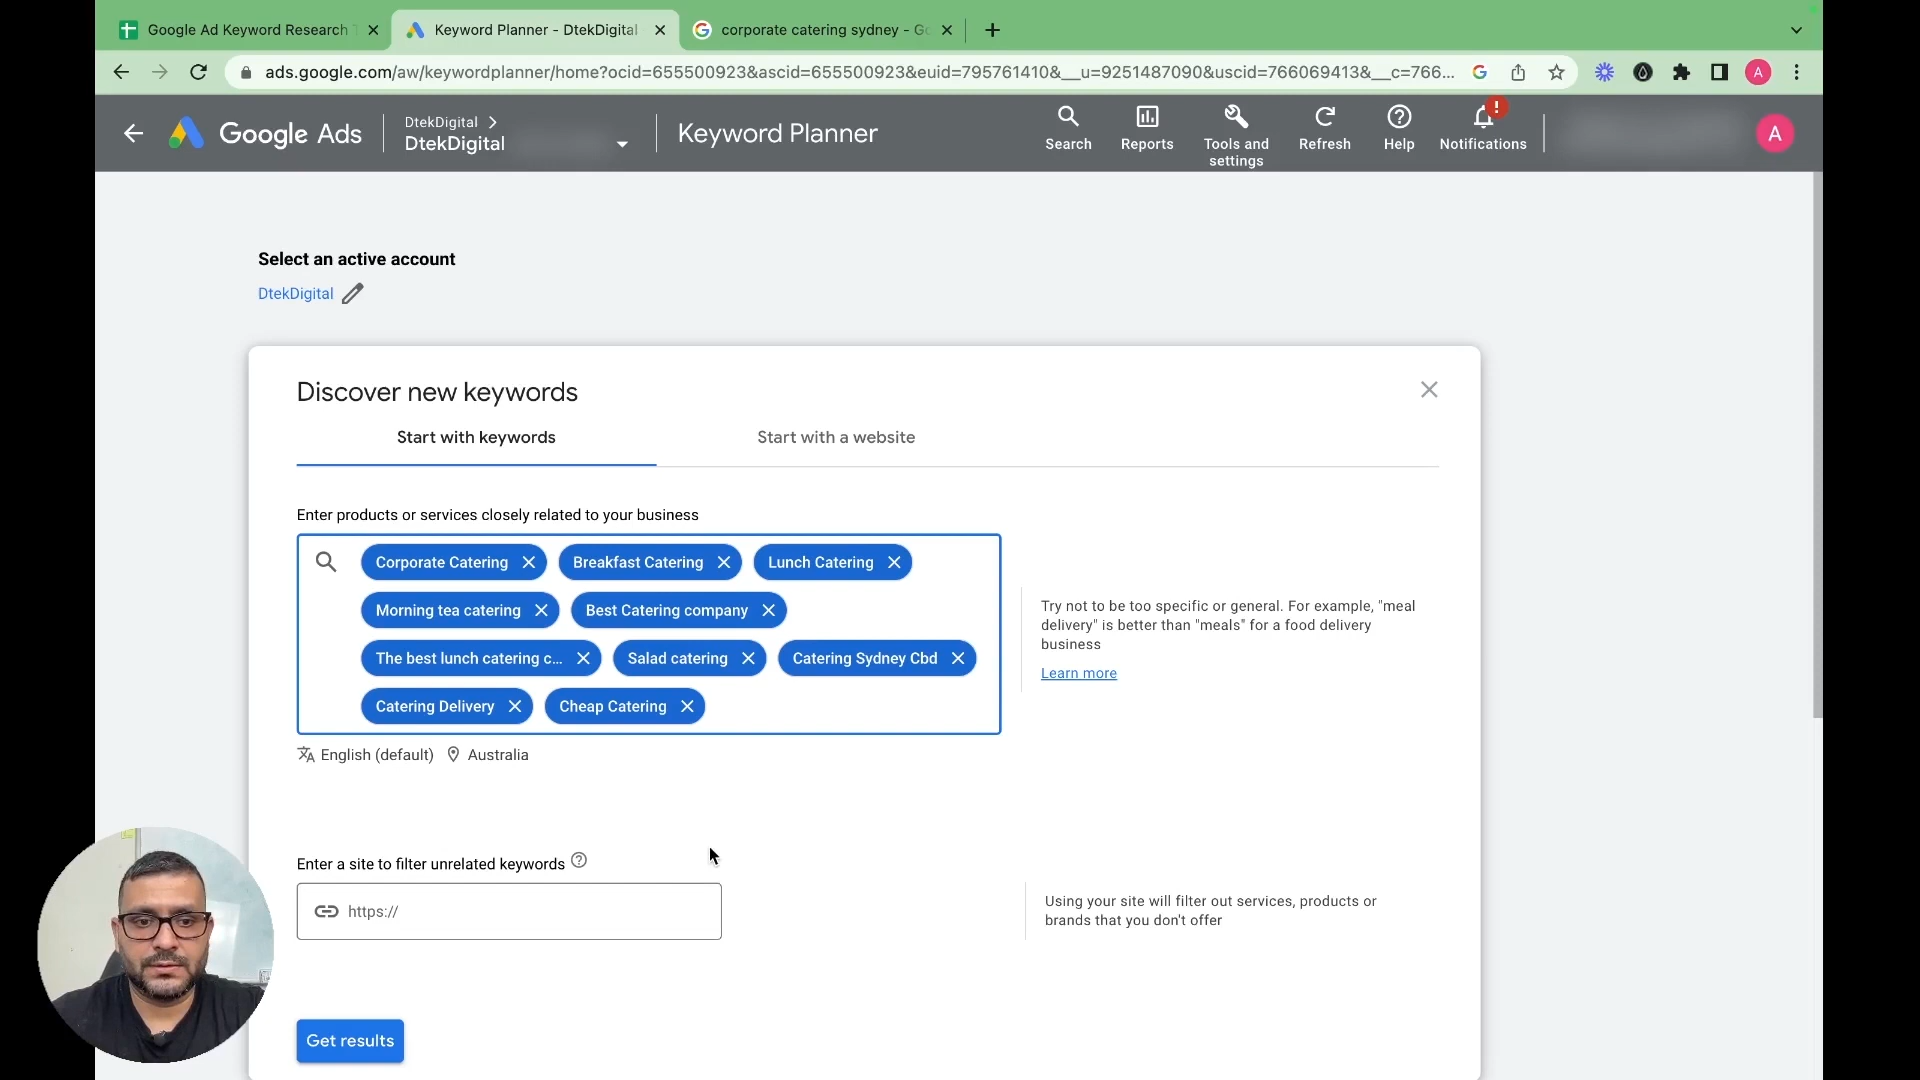 Google Ad Keyword Research
Keyword Planner - DtekDigital
corporate catering sydney - Go
ads.google.com/aw/keywordplanner/home?ocid=655500923&ascid=655500923&euid=795761410&__u=9251487090&uscid=766069413&__c=766...
A
Google Ads
DtekDigital
DtekDigital
Keyword Planner
Search
Reports
Tools and settings
Refresh
Help
!
Notifications
A
Select an active account
DtekDigital
Discover new keywords
Start with keywords
Start with a website
Enter products or services closely related to your business
Corporate Catering
Breakfast Catering
Lunch Catering
Morning tea catering
Best Catering company
The best lunch catering c...
Salad catering
Catering Sydney Cbd
Catering Delivery
Cheap Catering
Try not to be too specific or general. For example, "meal
delivery" is better than "meals" for a food delivery
business
Learn more
English (default)
Australia
Enter a site to filter unrelated keywords
https://
Using your site will filter out services, products or
brands that you don't offer
Get results